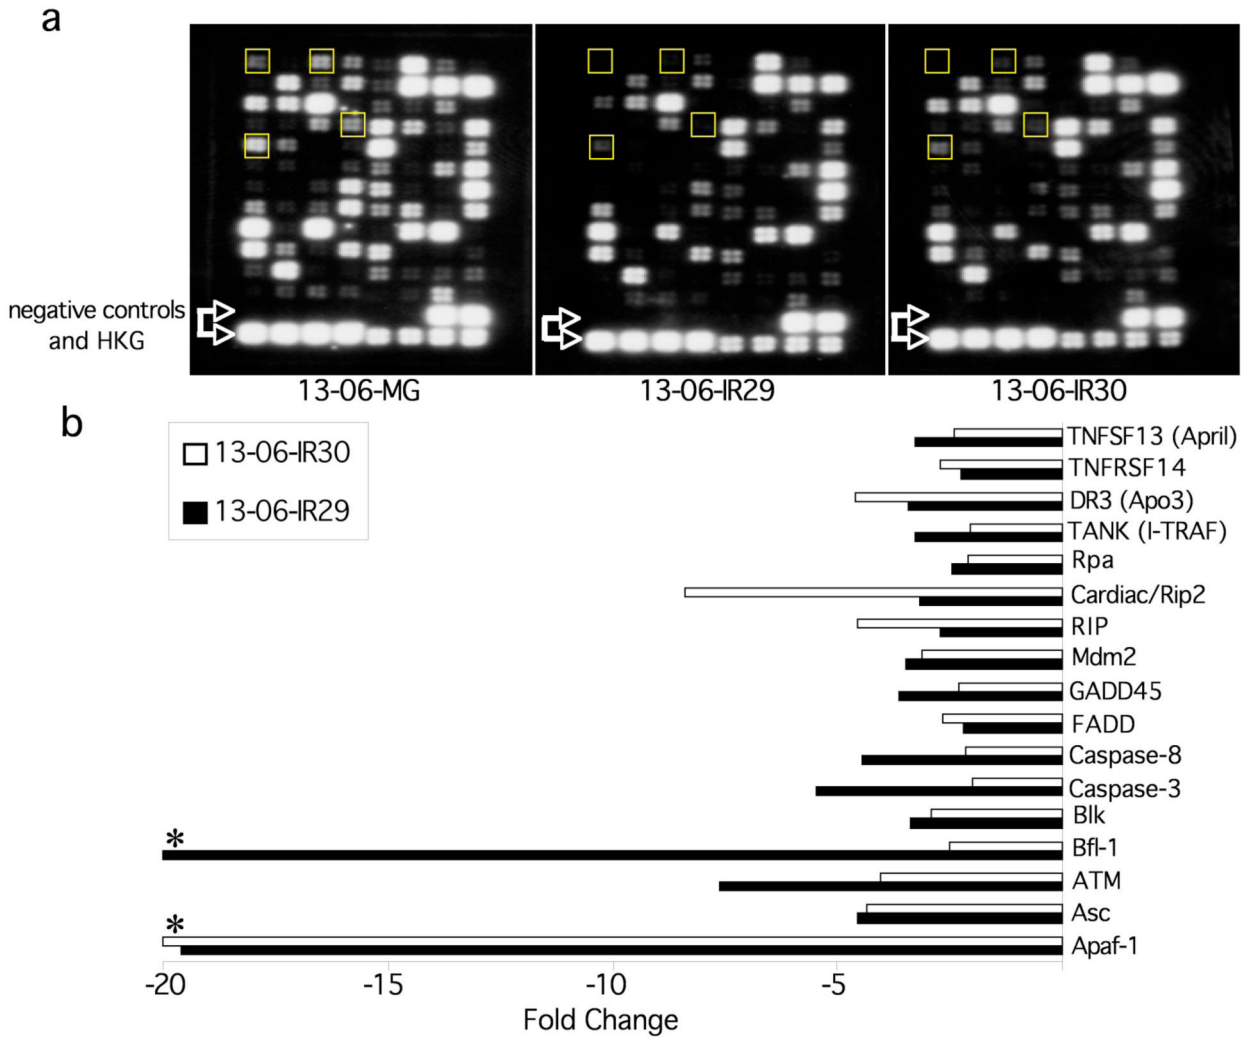 a
negative controls
and HKG
13-06-MG
13-06-IR29
13-06-IR30
b
13-06-IR30
13-06-IR29
TNFSF13 (April)
TNFRSF14
DR3 (Apo3)
TANK (I-TRAF)
Rpa
Cardiac/Rip2
RIP
Mdm2
GADD45
FADD
Caspase-8
Caspase-3
Blk
*
Bfl-1
ATM
Asc
*
Apaf-1
-20 -15 -10 -5
Fold Change